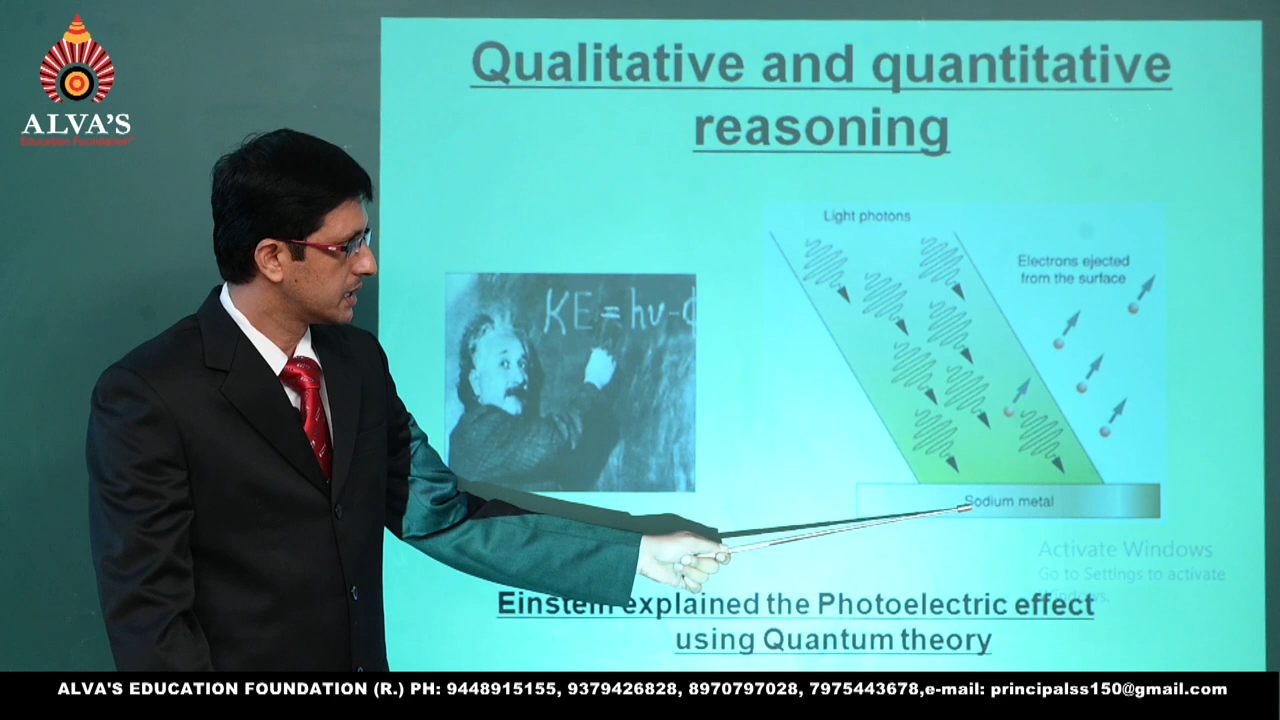 ALVA'S
Education Foundation
Qualitative and quantitative
reasoning
Light photons
Electrons ejected
from the surface
KE = hν - ϕ
Sodium metal
Activate Windows
Go to Settings to activate
Einstein explained the Photoelectric effect
using Quantum theory
ALVA'S EDUCATION FOUNDATION (R.) PH: 9448915155, 9379426828, 8970797028, 7975443678,e-mail: principalss150@gmail.com